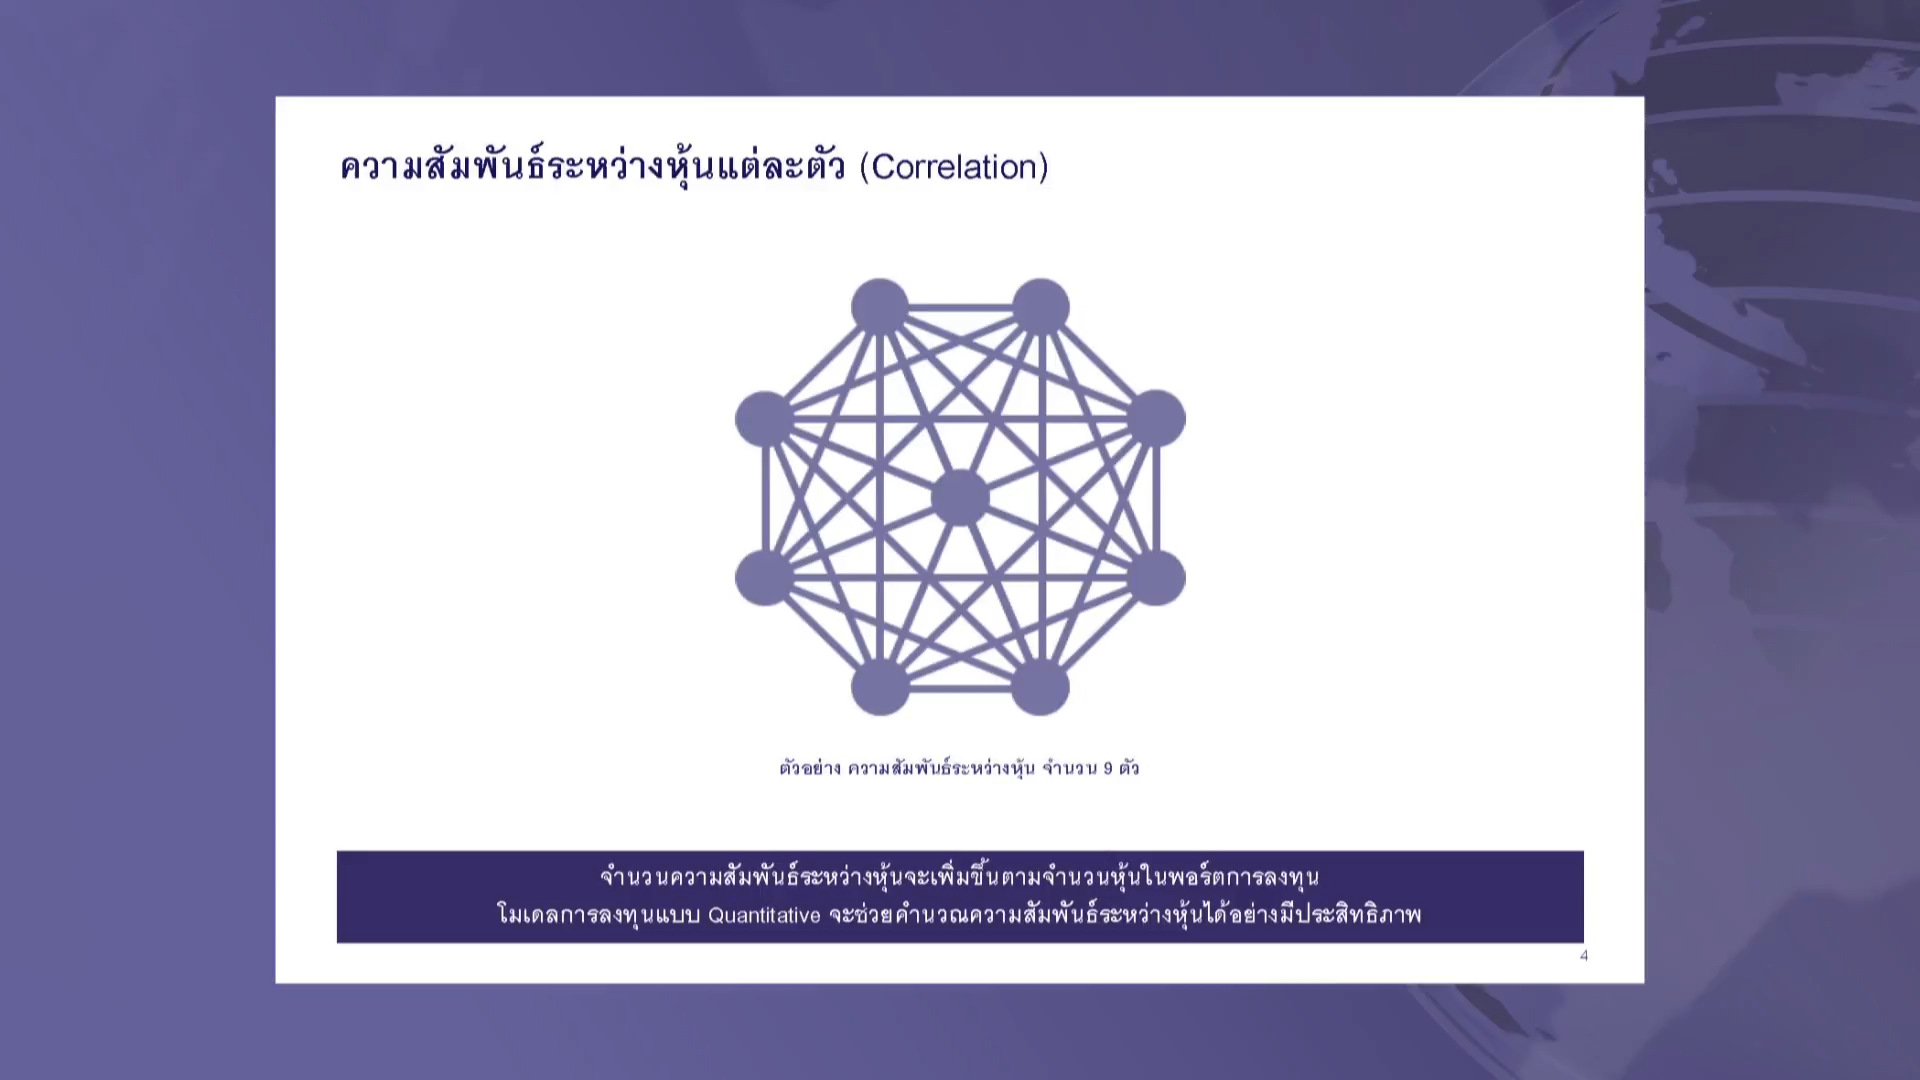 ความสัมพันธ์ระหว่างหุ้นแต่ละตัว (Correlation)
ตัวอย่าง ความสัมพันธ์ระหว่างหุ้น จำนวน 9 ตัว
จำนวนความสัมพันธ์ระหว่างหุ้นจะเพิ่มขึ้นตามจำนวนหุ้นในพอร์ตการลงทุน
โมเดลการลงทุนแบบ Quantitative จะช่วยคำนวณความสัมพันธ์ระหว่างหุ้นได้อย่างมีประสิทธิภาพ
4